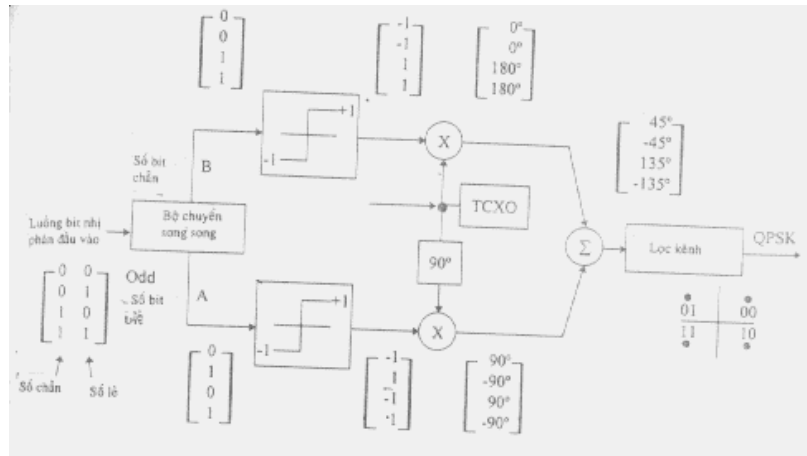 0
0
1
1
-1
-1
1
1
0°
0°
180°
180°
+1
-1
X
45°
-45°
135°
-135°
Số bit
chẵn
B
TCXO
Luồng bit nhị
phân đầu vào
Bộ chuyển
song song
90°
Σ
Lọc kênh
QPSK
0 0
0 1
1 0
1 1
Odd
Số bit
A
+1
-1
X
01 00
11 10
Số chẵn
Số lẻ
0
1
0
1
-1
1
-1
90°
-90°
90°
-90°